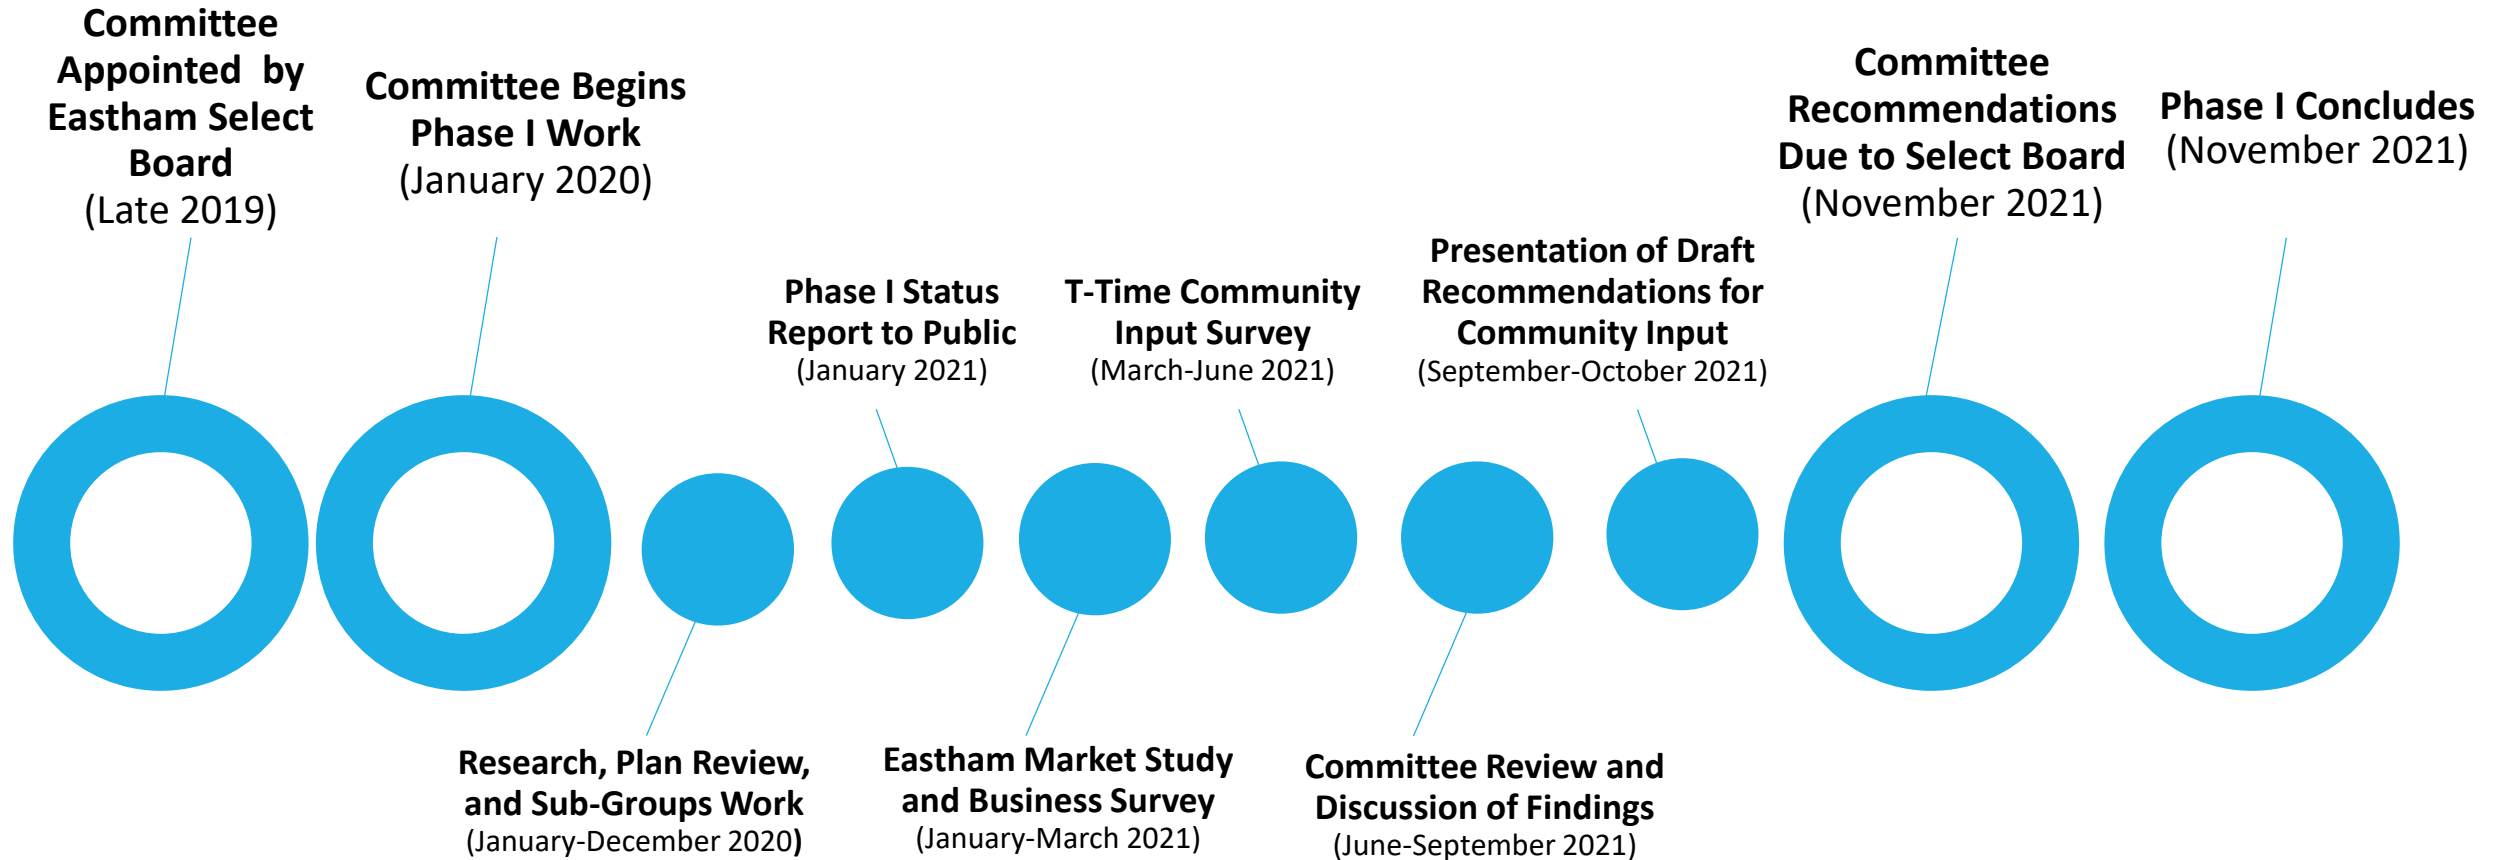 Committee
Appointed by
Eastham Select
Board
(Late 2019)
Committee Begins
Phase I Work
(January 2020)
Research, Plan Review,
and Sub-Groups Work
(January-December 2020)
Phase I Status
Report to Public
(January 2021)
Eastham Market Study
and Business Survey
(January-March 2021)
T-Time Community
Input Survey
(March-June 2021)
Committee Review and
Discussion of Findings
(June-September 2021)
Presentation of Draft
Recommendations for
Community Input
(September-October 2021)
Committee
Recommendations
Due to Select Board
(November 2021)
Phase I Concludes
(November 2021)